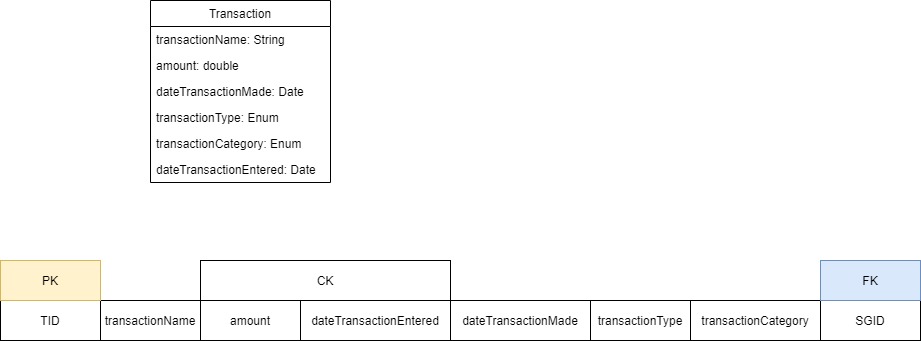 Transaction
transactionName: String
amount: double
dateTransactionMade: Date
transactionType: Enum
transactionCategory: Enum
dateTransactionEntered: Date
PK CK FK
TID transactionName amount dateTransactionEntered dateTransactionMade transactionType transactionCategory SGID